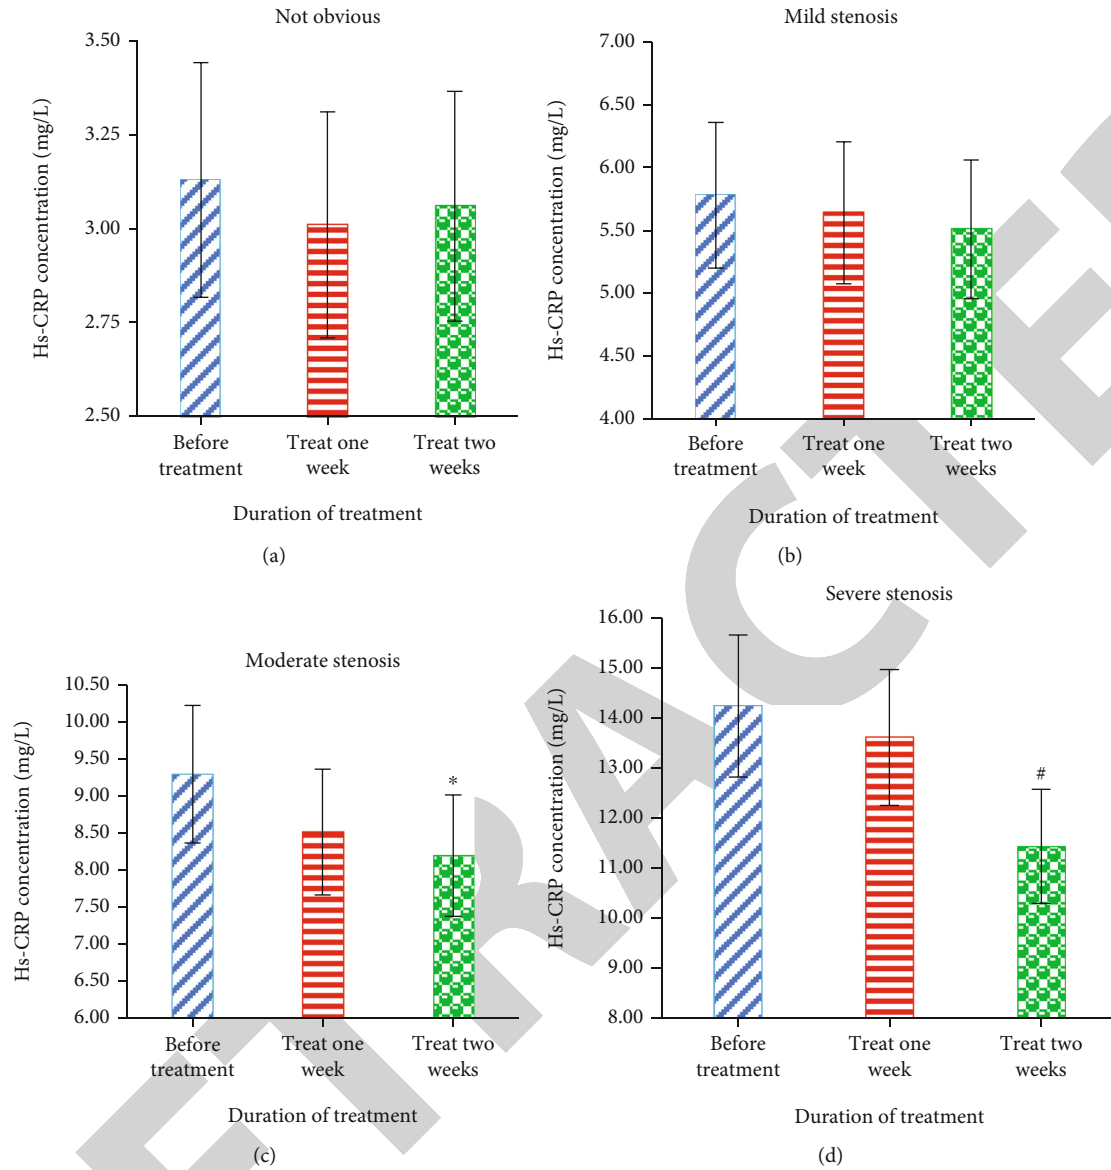 Not obvious
Hs-CRP concentration (mg/L)
3.50
3.25
3.00
2.75
2.50
Before treatment
Treat one week
Treat two weeks
Duration of treatment
(a)
Mild stenosis
Hs-CRP concentration (mg/L)
7.00
6.50
6.00
5.50
5.00
4.50
4.00
Before treatment
Treat one week
Treat two weeks
Duration of treatment
(b)
Moderate stenosis
Hs-CRP concentration (mg/L)
10.50
10.00
9.50
9.00
8.50
8.00
7.50
7.00
6.50
6.00
*
Before treatment
Treat one week
Treat two weeks
Duration of treatment
(c)
Severe stenosis
Hs-CRP concentration (mg/L)
16.00
15.00
14.00
13.00
12.00
11.00
10.00
9.00
8.00
#
Before treatment
Treat one week
Treat two weeks
Duration of treatment
(d)
ETRACTE